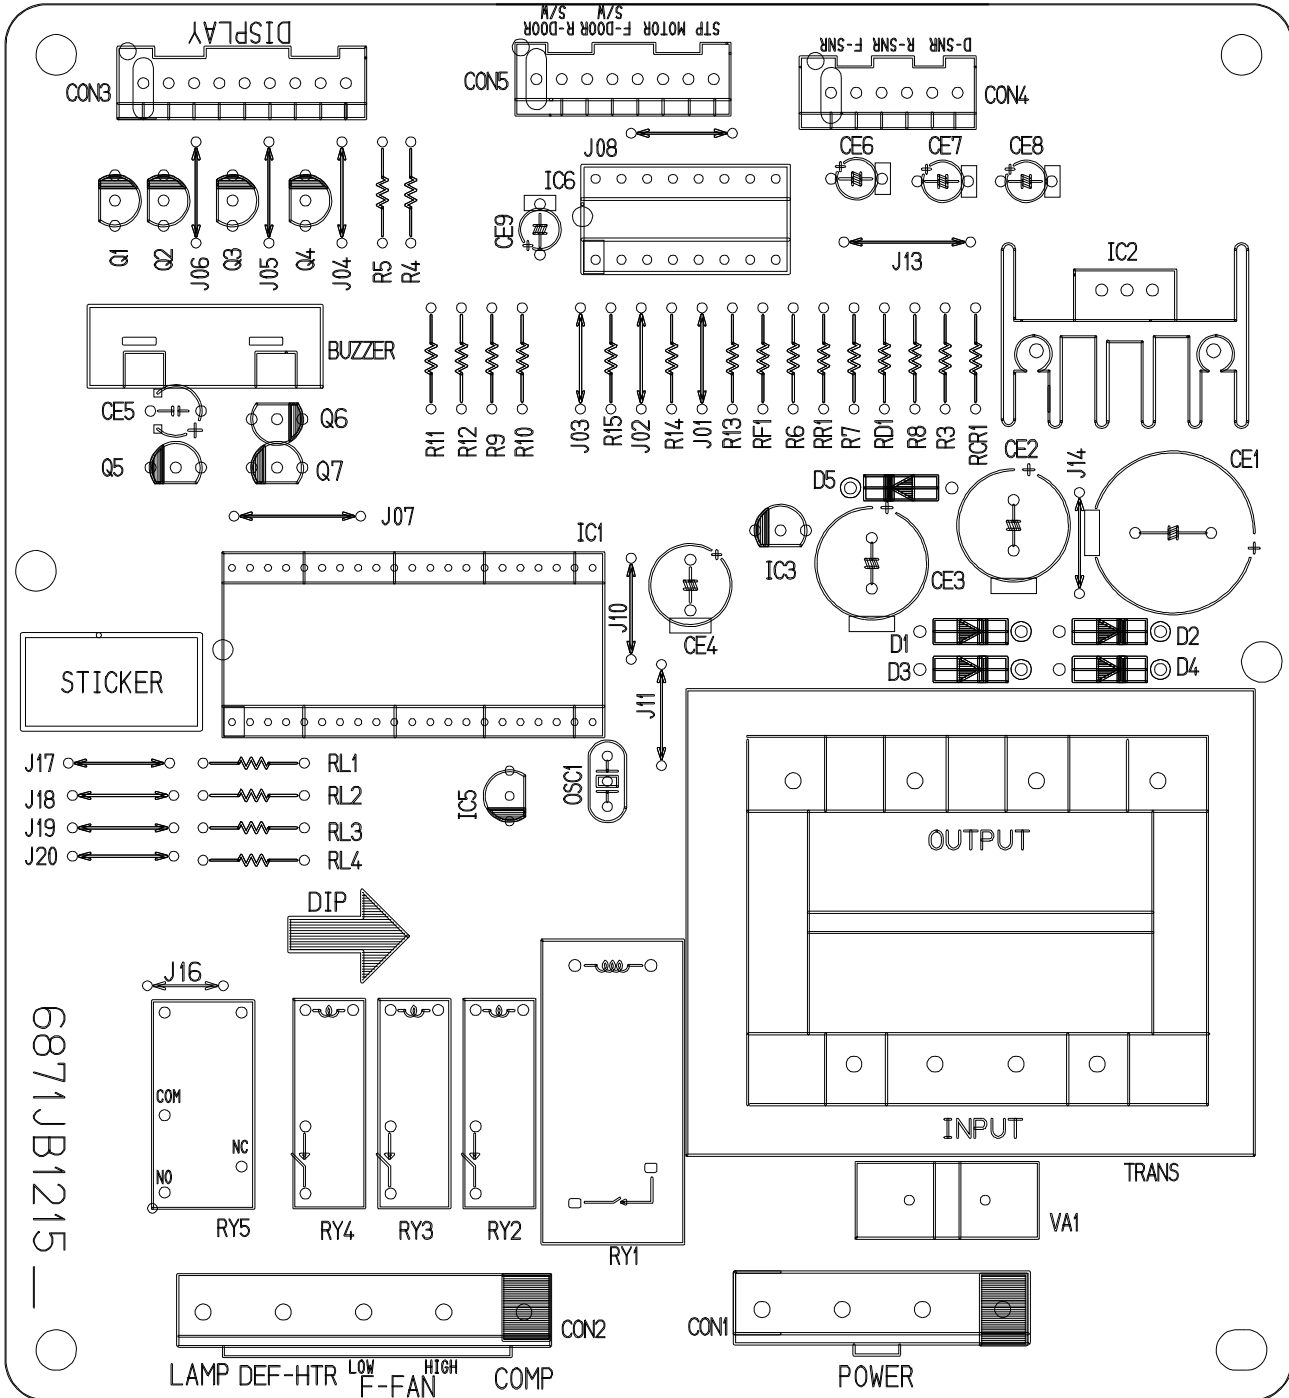 DISPLAY
S/W S/W
R-DOOR F-DOOR STP MOTOR
F-SNR R-SNR D-SNR
CON3
CON5
CON4
J08
CE6 CE7 CE8
IC6
CE9
Q1 Q2 J06 Q3 J05 Q4 J04 R5 R4
J13
IC2
BUZZER
CE5
Q6
Q5
Q7
R11 R12 R9 R10 J03 R15 J02 R14 J01 R13 RF1 R6 RR1 R7 RD1 R8 R3 RCR1
CE2
J14
CE1
D5
J07
IC1
IC3
CE3
J10
CE4
D1
D2
D3
D4
STICKER
J11
J17 RL1
J18 RL2
J19 RL3
J20 RL4
IC5
OSC1
OUTPUT
DIP
J16
6871JB1215__
COM
NC
NO
INPUT
TRANS
RY5 RY4 RY3 RY2
RY1
VA1
CON2
CON1
LAMP DEF-HTR LOW F-FAN HIGH COMP
POWER